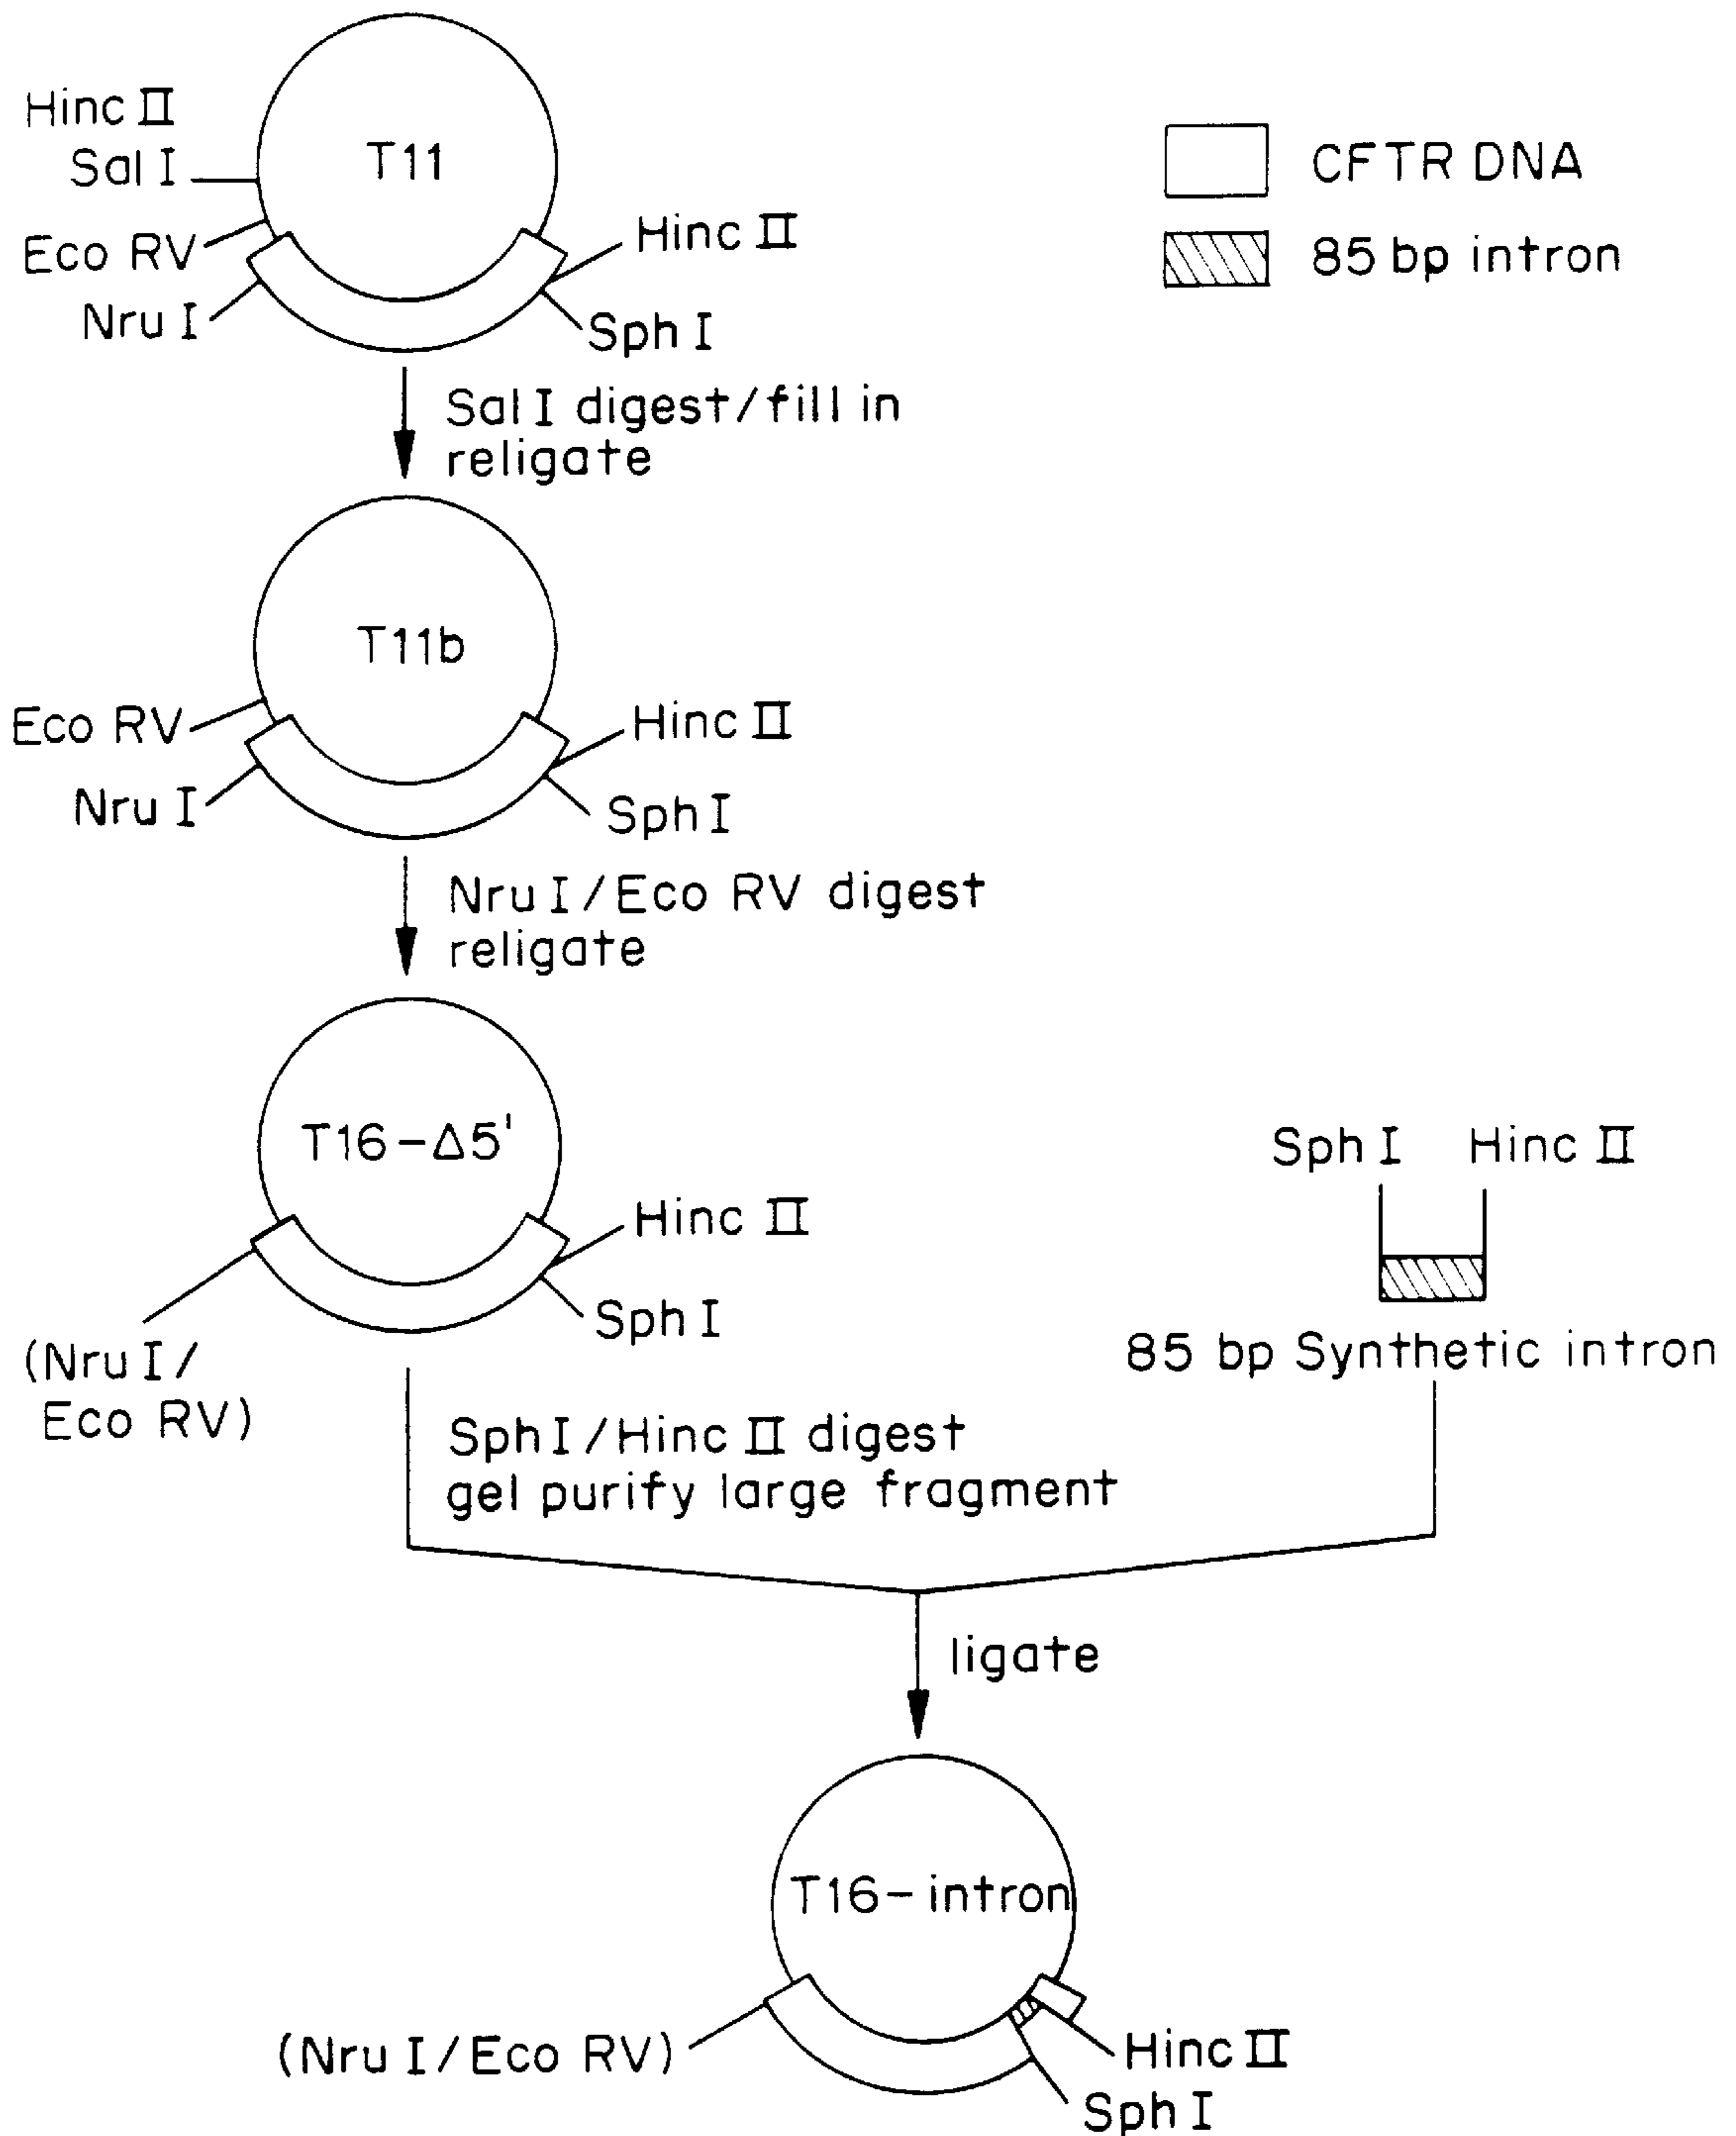 Hinc II
Sal I
T11
Eco RV
Nru I
Hinc II
Sph I
CFTR DNA
85 bp intron
Sal I digest/fill in
religate
T11b
Eco RV
Nru I
Hinc II
Sph I
Nru I/Eco RV digest
religate
T16-Δ5'
Hinc II
Sph I
(Nru I/
Eco RV)
Sph I Hinc II
85 bp Synthetic intron
Sph I/Hinc II digest
gel purify large fragment
ligate
T16-intron
(Nru I/Eco RV)
Hinc II
Sph I